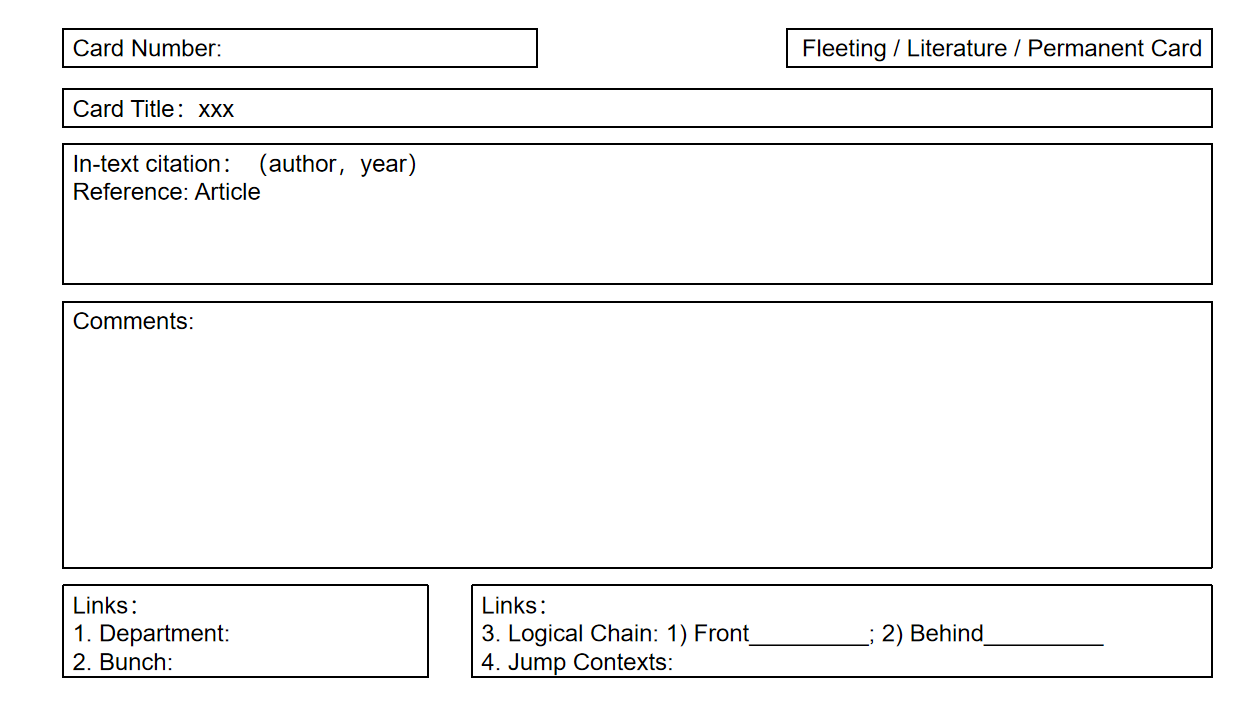 Card Number:
Fleeting / Literature / Permanent Card
Card Title：xxx
In-text citation： （author，year）
Reference: Article
Comments:
Links：
1. Department:
2. Bunch:
Links：
3. Logical Chain: 1) Front_________; 2) Behind_________
4. Jump Contexts: